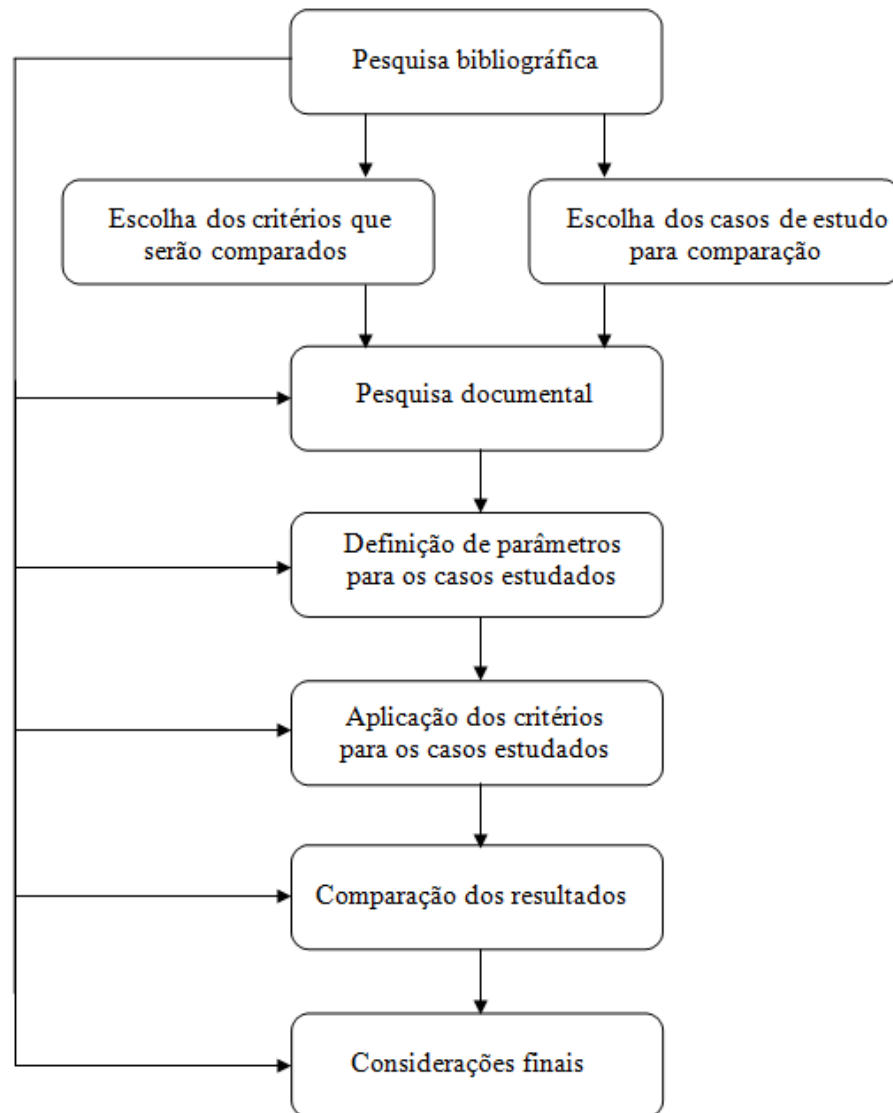 Pesquisa bibliográfica
Escolha dos critérios que
serão comparados
Escolha dos casos de estudo
para comparação
Pesquisa documental
Definição de parâmetros
para os casos estudados
Aplicação dos critérios
para os casos estudados
Comparação dos resultados
Considerações finais